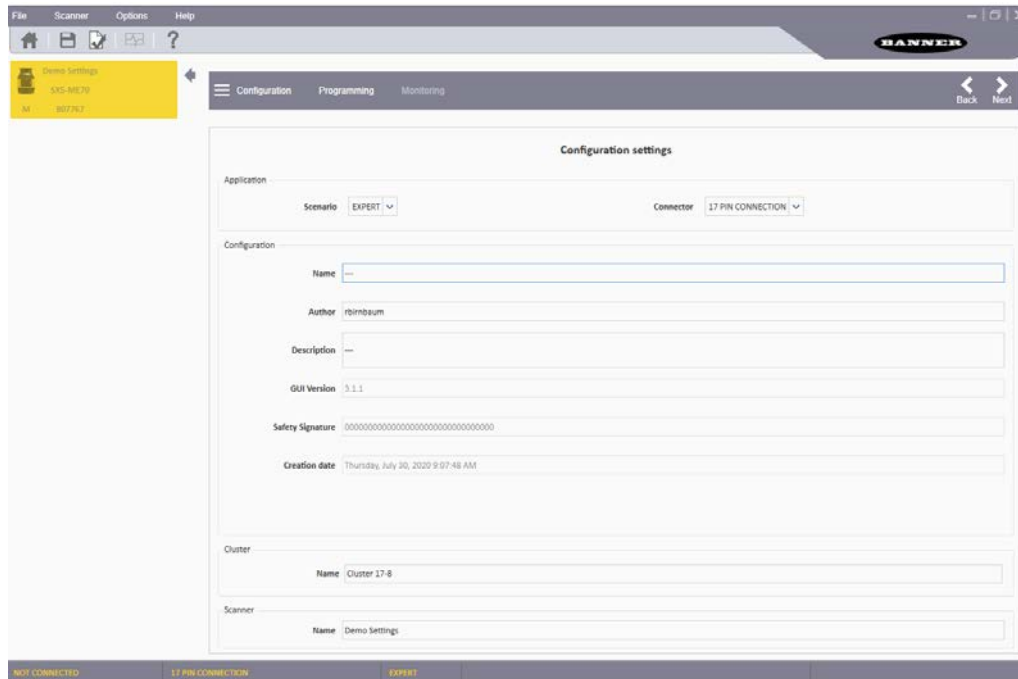 File Scanner Options Help
BANNER
Demo Settings
SXS-ME70
M 807767
Configuration Programming Monitoring
Back Next
Configuration settings
Application
Scenario EXPERT Connector 17 PIN CONNECTION
Configuration
Name ---
Author rbirnbaum
Description ---
GUI Version 3.1.1
Safety Signature 00000000000000000000000000000000
Creation date Thursday, July 30, 2020 9:07:48 AM
Cluster
Name Cluster 17-8
Scanner
Name Demo Settings
NOT CONNECTED 17 PIN CONNECTION EXPERT